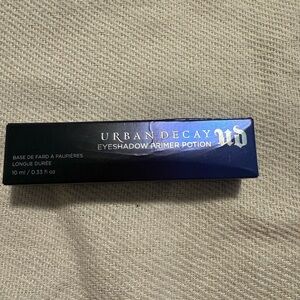 URBAN DECAY
EYESHADOW PRIMER POTION
UD
BASE DE FARD À PAUPIÈRES
LONGUE DURÉE
10 ml / 0.33 fl oz